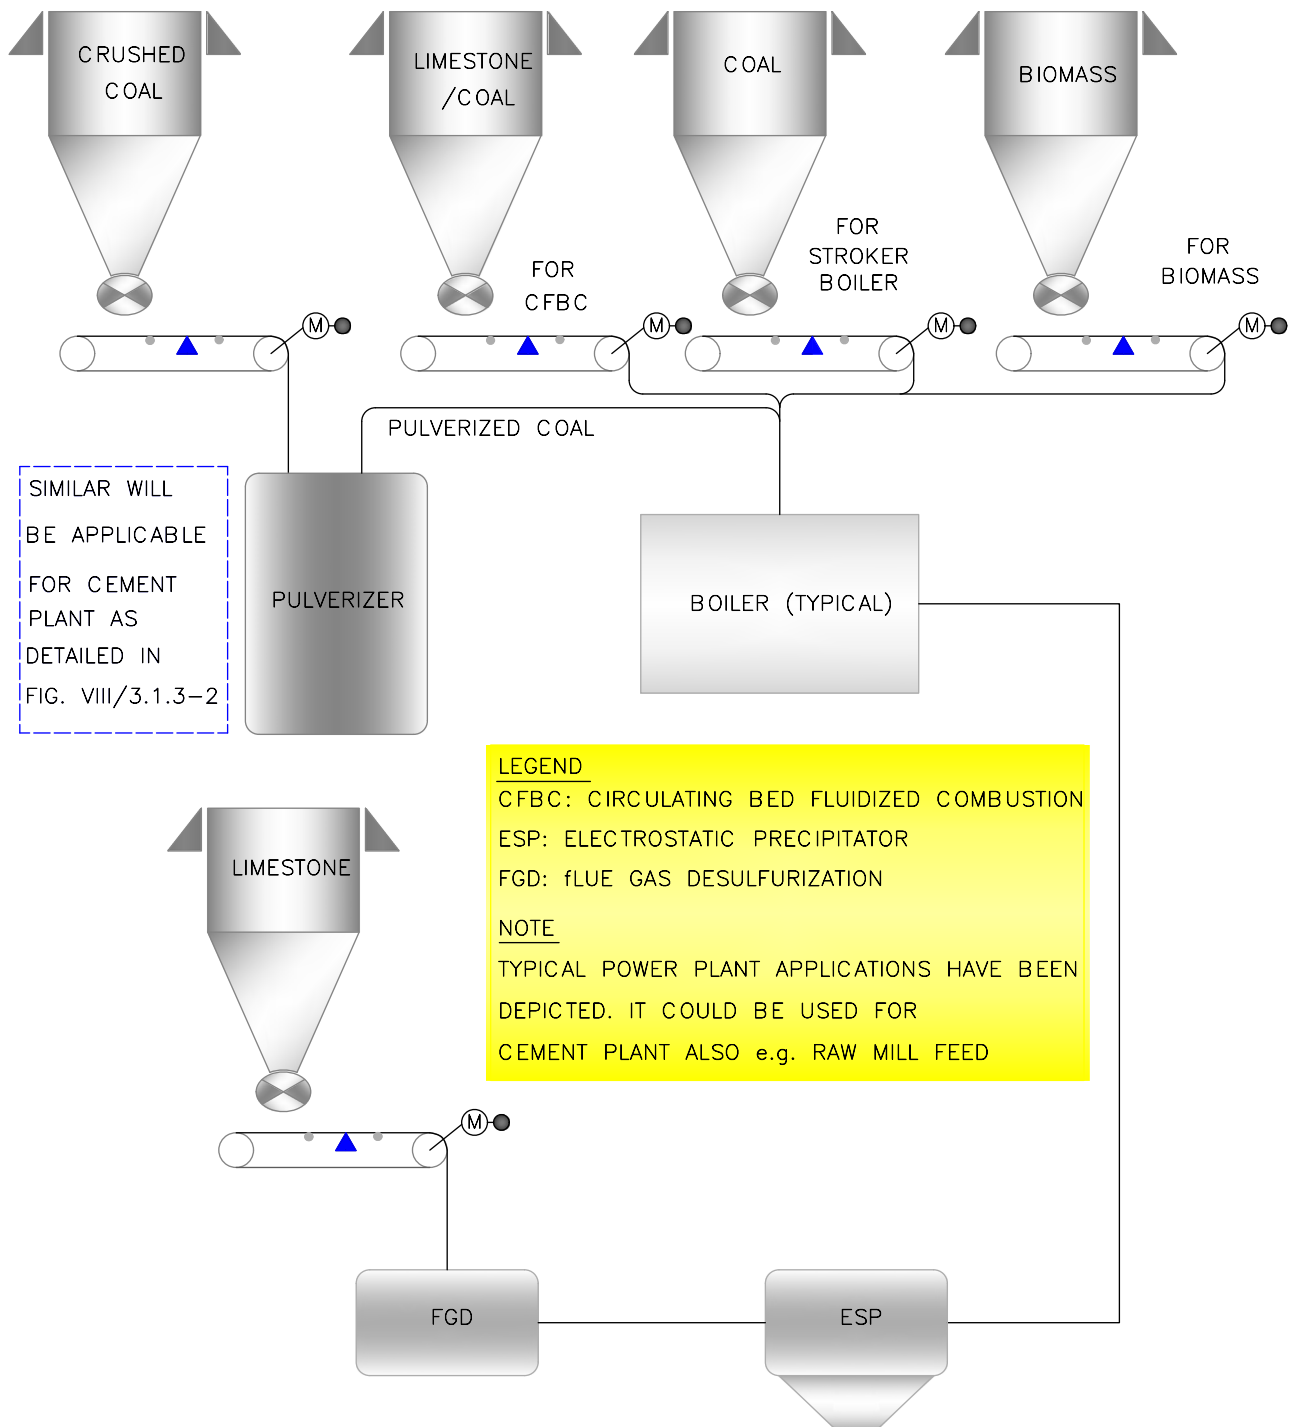 CRUSHED
COAL
LIMESTONE
/COAL
COAL
BIOMASS
FOR
CFBC
FOR
STROKER
BOILER
FOR
BIOMASS
M
M
M
M
PULVERIZED COAL
SIMILAR WILL
BE APPLICABLE
FOR CEMENT
PLANT AS
DETAILED IN
FIG. VIII/3.1.3-2
PULVERIZER
BOILER (TYPICAL)
LEGEND
CFBC: CIRCULATING BED FLUIDIZED COMBUSTION
ESP: ELECTROSTATIC PRECIPITATOR
FGD: fLUE GAS DESULFURIZATION
NOTE
TYPICAL POWER PLANT APPLICATIONS HAVE BEEN
DEPICTED. IT COULD BE USED FOR
CEMENT PLANT ALSO e.g. RAW MILL FEED
LIMESTONE
M
FGD
ESP